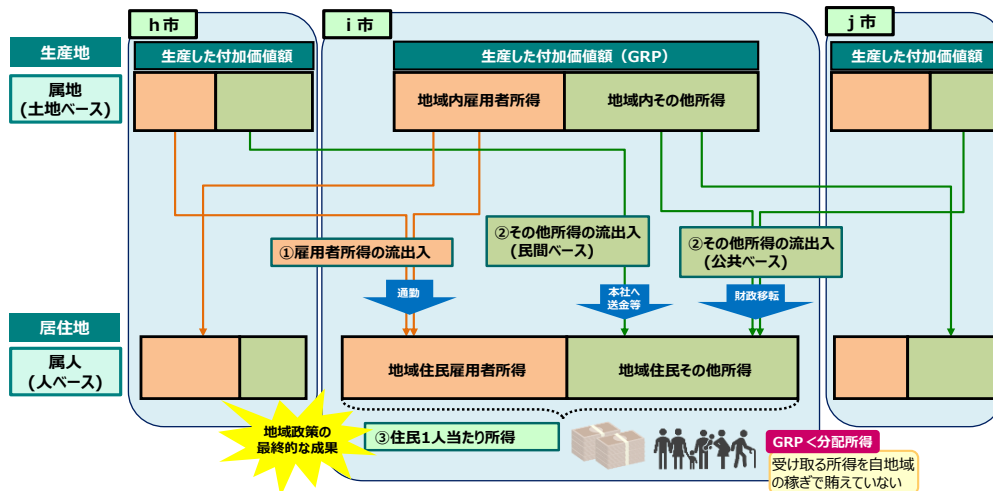 h市
i市
j市
生産地
生産した付加価値額
生産した付加価値額（GRP）
生産した付加価値額
属地
(土地ベース)
地域内雇用者所得
地域内その他所得
①雇用者所得の流出入
②その他所得の流出入
(民間ベース)
②その他所得の流出入
(公共ベース)
通勤
本社へ
送金等
財政移転
居住地
属人
(人ベース)
地域住民雇用者所得
地域住民その他所得
地域政策の
最終的な成果
③住民1人当たり所得
GRP＜分配所得
受け取る所得を自地域
の稼ぎで賄えていない